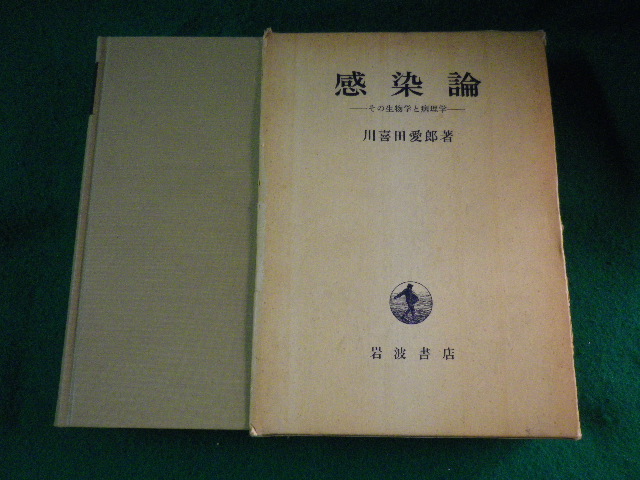 感染論
──その生物学と病理学──
川喜田愛郎著
岩波書店